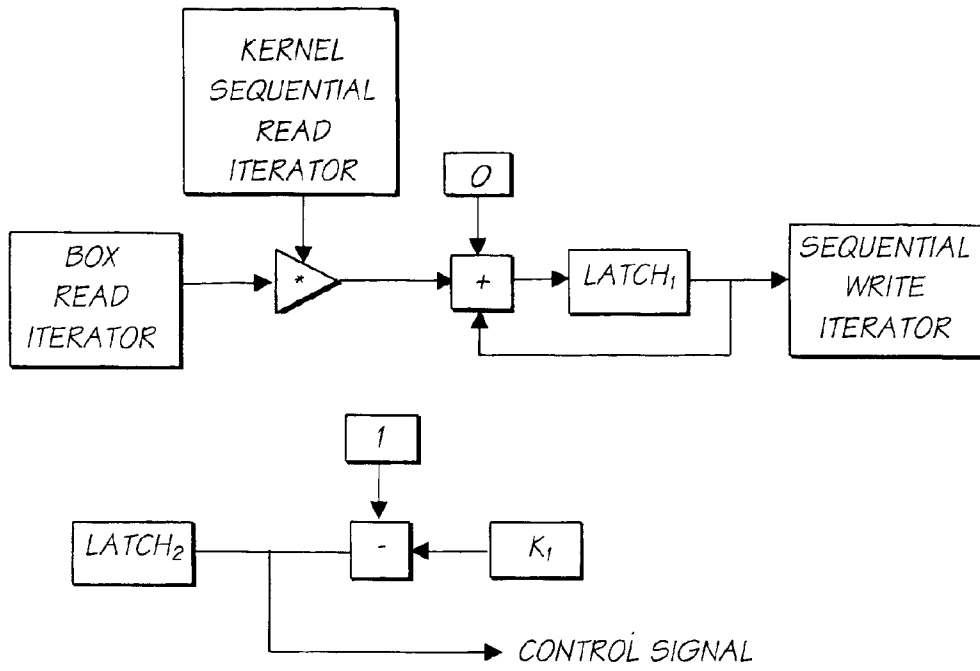 KERNEL
SEQUENTIAL
READ
ITERATOR
0
BOX
READ
ITERATOR
*
+
LATCH₁
SEQUENTIAL
WRITE
ITERATOR
1
LATCH₂
-
K₁
CONTROL SIGNAL